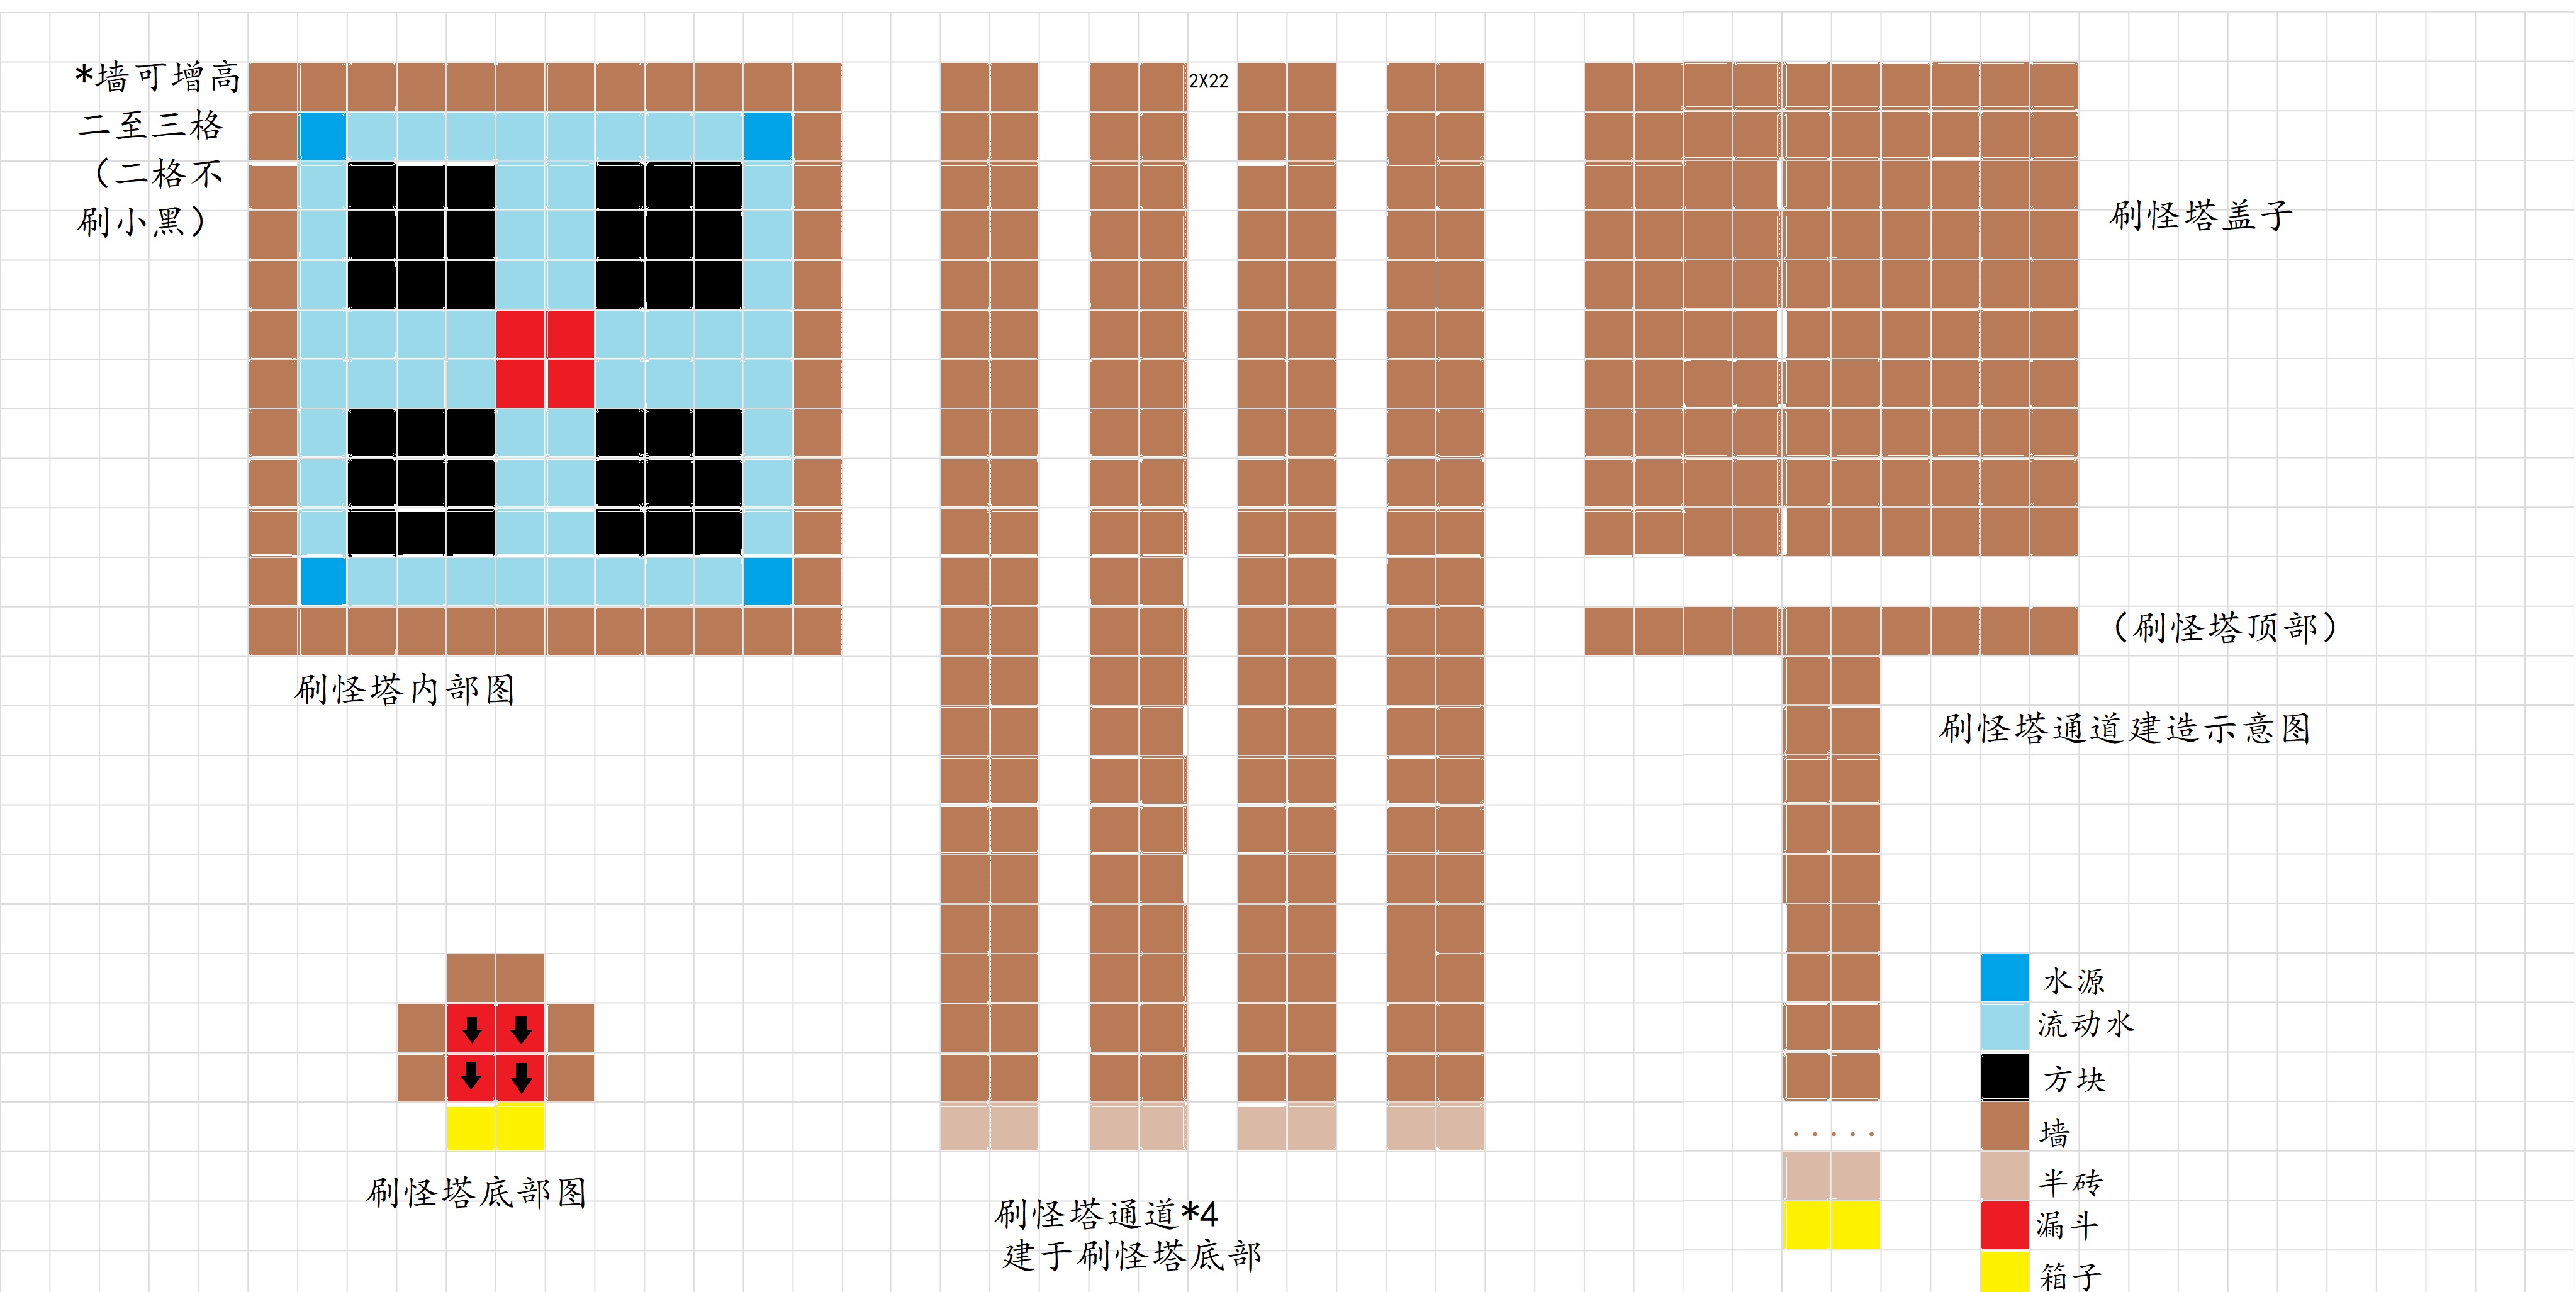 *墙可增高
二至三格
（二格不
刷小黑）
2X22
刷怪塔盖子
（刷怪塔顶部）
刷怪塔内部图
刷怪塔通道建造示意图
刷怪塔底部图
刷怪塔通道*4
建于刷怪塔底部
·····
水源
流动水
方块
墙
半砖
漏斗
箱子